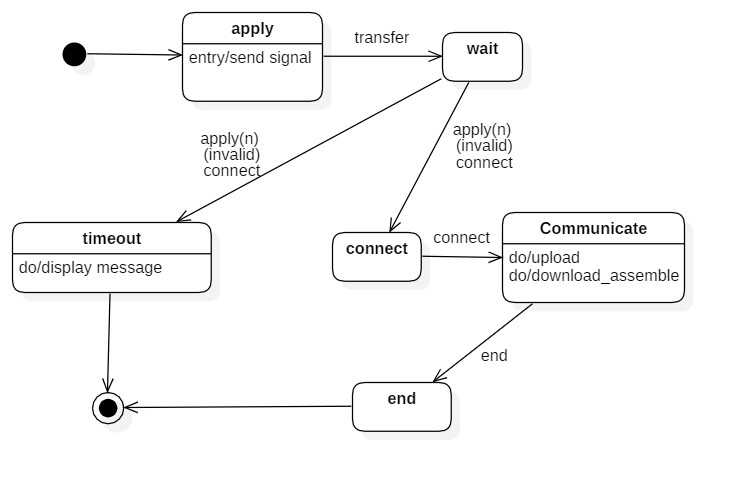 apply
entry/send signal
transfer
wait
apply(n)
(invalid)
connect
apply(n)
(invalid)
connect
timeout
do/display message
connect
connect
Communicate
do/upload
do/download_assemble
end
end